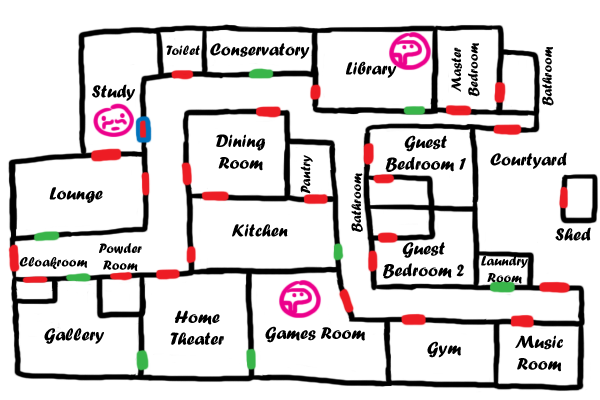 Toilet
Conservatory
Library
Master
Bedroom
Bathroom
Study
Dining
Room
Pantry
Guest
Bedroom 1
Courtyard
Lounge
Bathroom
Kitchen
Shed
Cloakroom
Powder
Room
Guest
Bedroom 2
Laundry
Room
Gallery
Home
Theater
Games Room
Gym
Music
Room